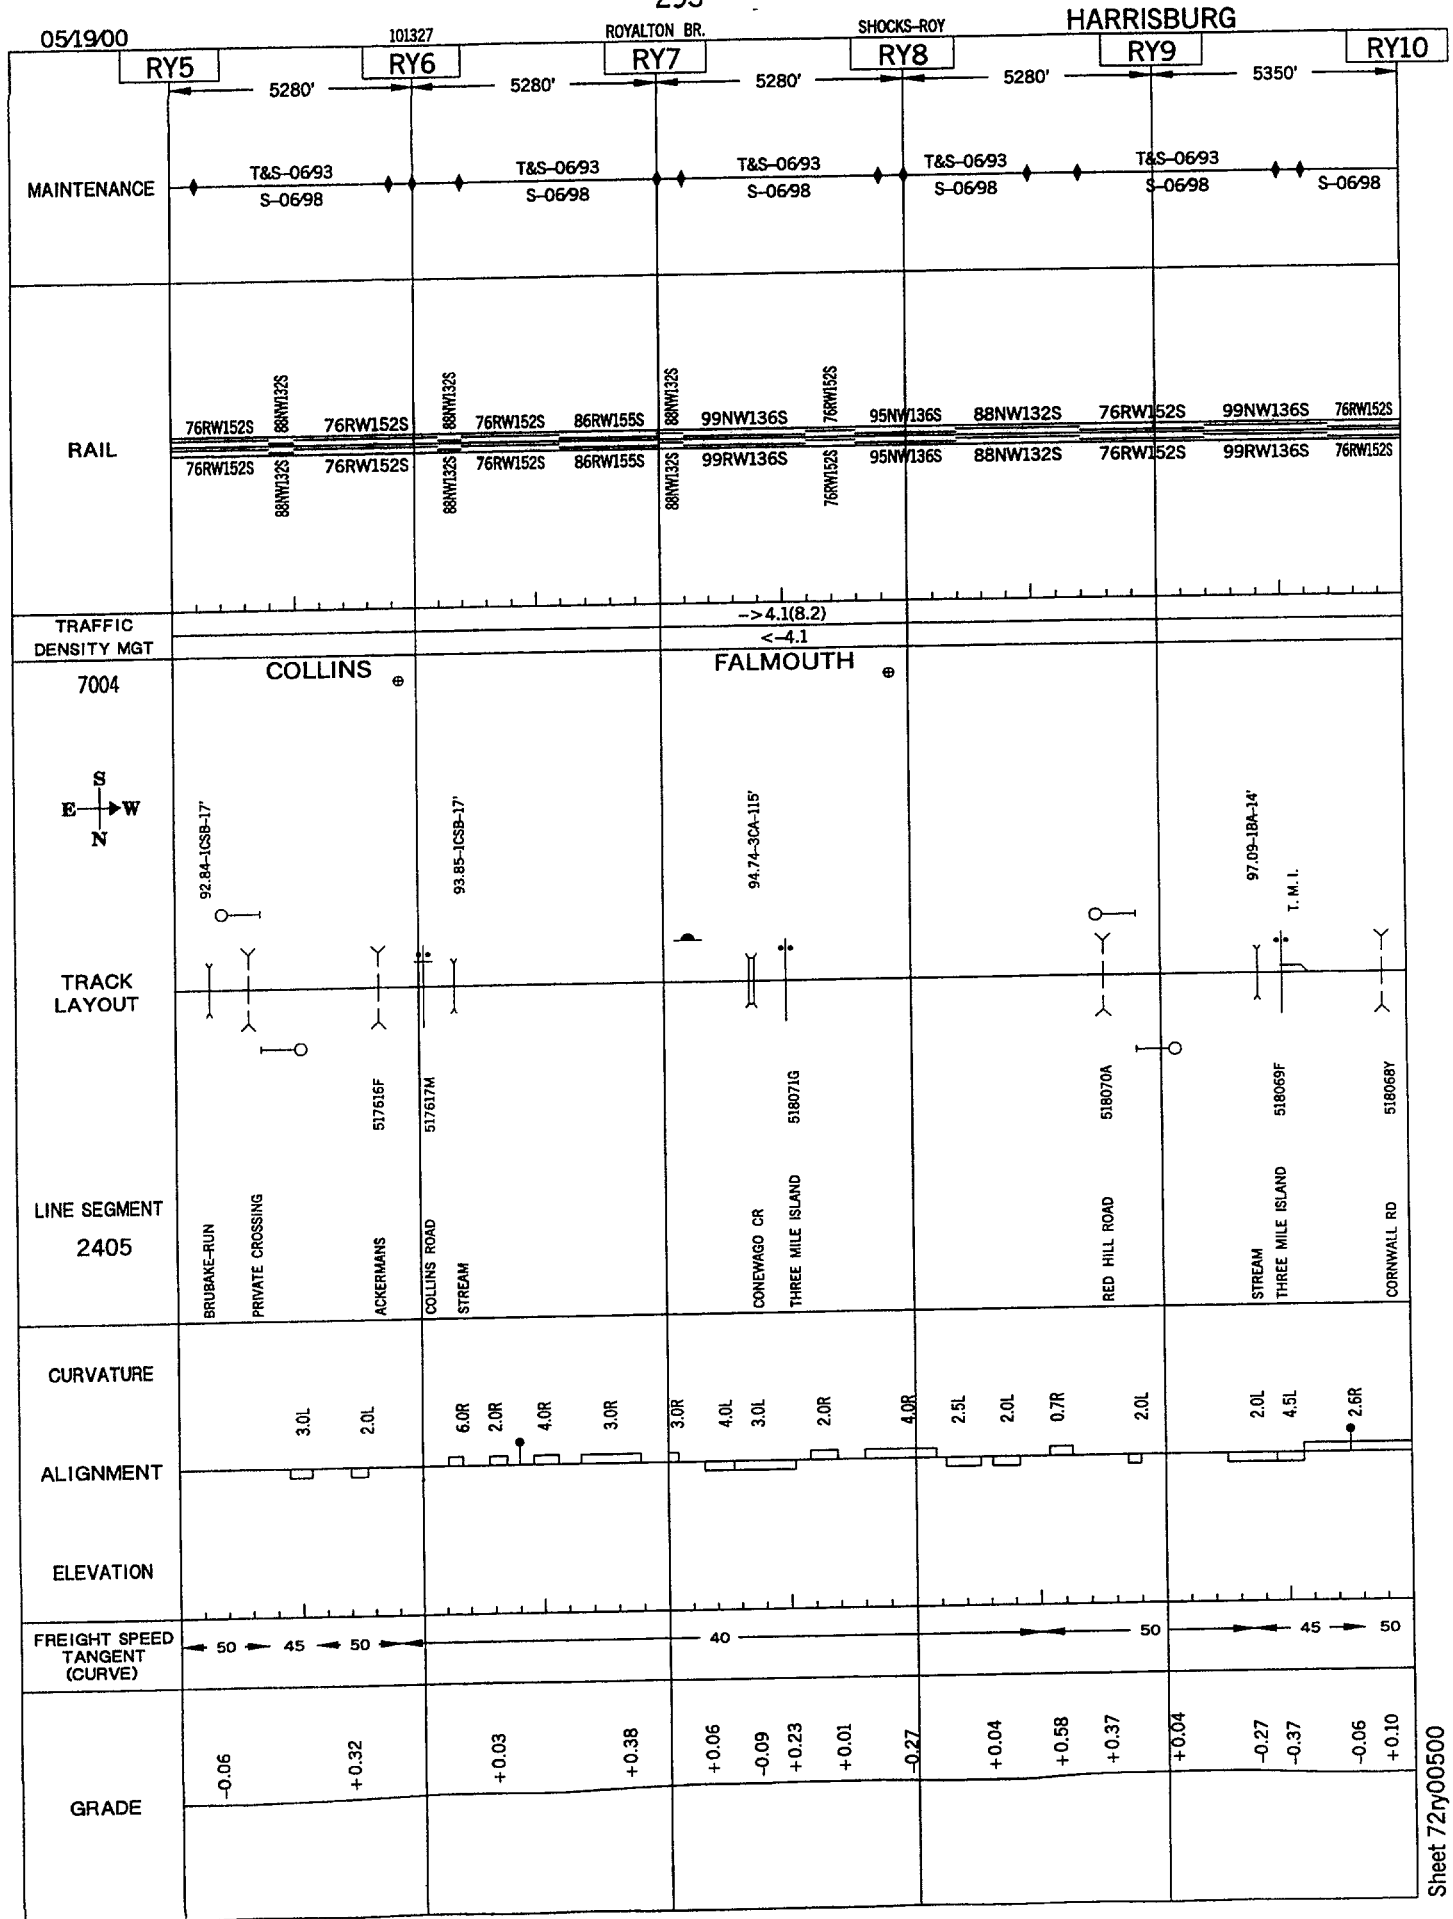 05/19/00 101327 ROYALTON BR. SHOCKS-ROY HARRISBURG
RY5 RY6 RY7 RY8 RY9 RY10
5280' 5280' 5280' 5280' 5350'
MAINTENANCE
T&S-06/93 T&S-06/93 T&S-06/93 T&S-06/93 T&S-06/93
S-06/98 S-06/98 S-06/98 S-06/98 S-06/98 S-06/98
RAIL
76RW152S 88NW132S 76RW152S 88NW132S 76RW152S 86RW155S 88NW132S 99NW136S 76RW152S 95NW136S 88NW132S 76RW152S 99NW136S 76RW152S
76RW152S 88NW132S 76RW152S 88NW132S 76RW152S 86RW155S 88NW132S 99RW136S 76RW152S 95NW136S 88NW132S 76RW152S 99RW136S 76RW152S
TRAFFIC
DENSITY MGT
->4.1(8.2)
<-4.1
7004
COLLINS FALMOUTH
S
E W
N
92.84-1CSB-17' 93.85-1CSB-17' 94.74-3CA-115' 97.09-1BA-14'
T.M.I.
TRACK
LAYOUT
517616F 517617M 518071G 518070A 518069F 518068Y
LINE SEGMENT
2405
BRUBAKE-RUN
PRIVATE CROSSING
ACKERMANS
COLLINS ROAD
STREAM
CONEWAGO CR
THREE MILE ISLAND
RED HILL ROAD
STREAM
THREE MILE ISLAND
CORNWALL RD
CURVATURE
3.0L 2.0L 6.0R 2.0R 4.0R 3.0R 3.0R 4.0L 3.0L 2.0R 4.0R 2.5L 2.0L 0.7R 2.0L 2.0L 4.5L 2.6R
ALIGNMENT
ELEVATION
FREIGHT SPEED
TANGENT
(CURVE)
50 45 50 40 50 45 50
GRADE
-0.06 +0.32 +0.03 +0.38 +0.06 -0.09 +0.23 +0.01 -0.27 +0.04 +0.58 +0.37 +0.04 -0.27 -0.37 -0.06 +0.10
Sheet 72ry00500